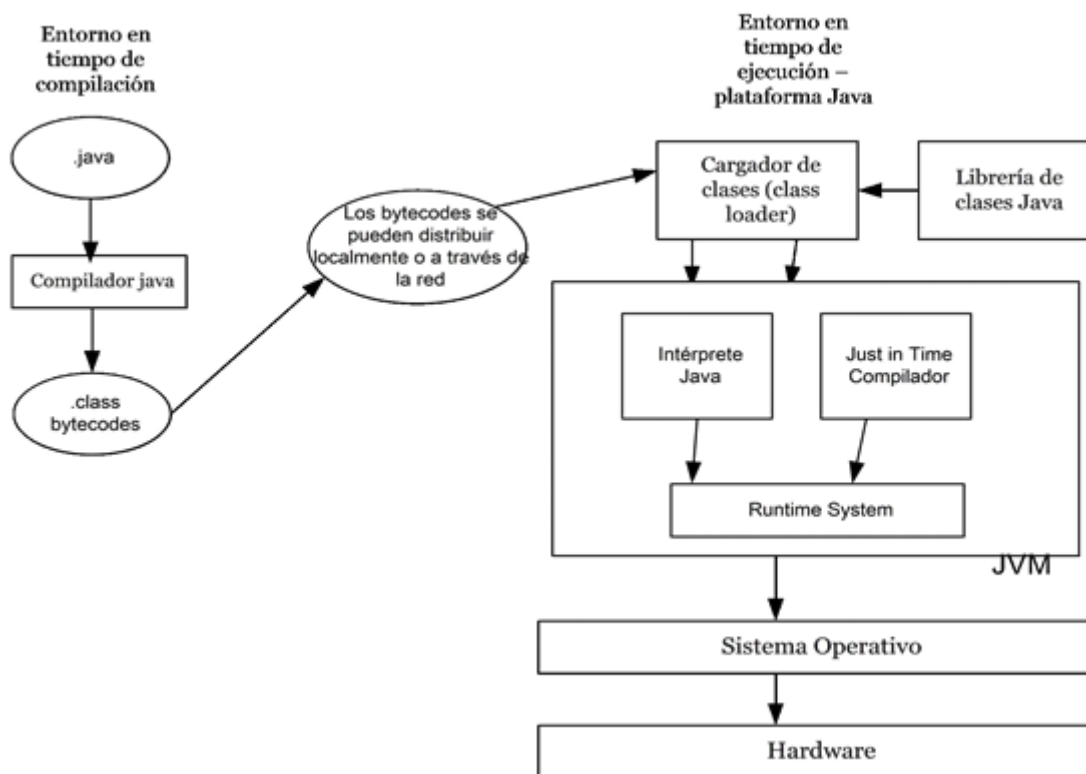 Entorno en
tiempo de
compilación
.java
Compilador java
.class
bytecodes
Los bytecodes se
pueden distribuir
localmente o a través de
la red
Entorno en
tiempo de
ejecución –
plataforma Java
Cargador de
clases (class
loader)
Librería de
clases Java
Intérprete
Java
Just in Time
Compilador
Runtime System
JVM
Sistema Operativo
Hardware